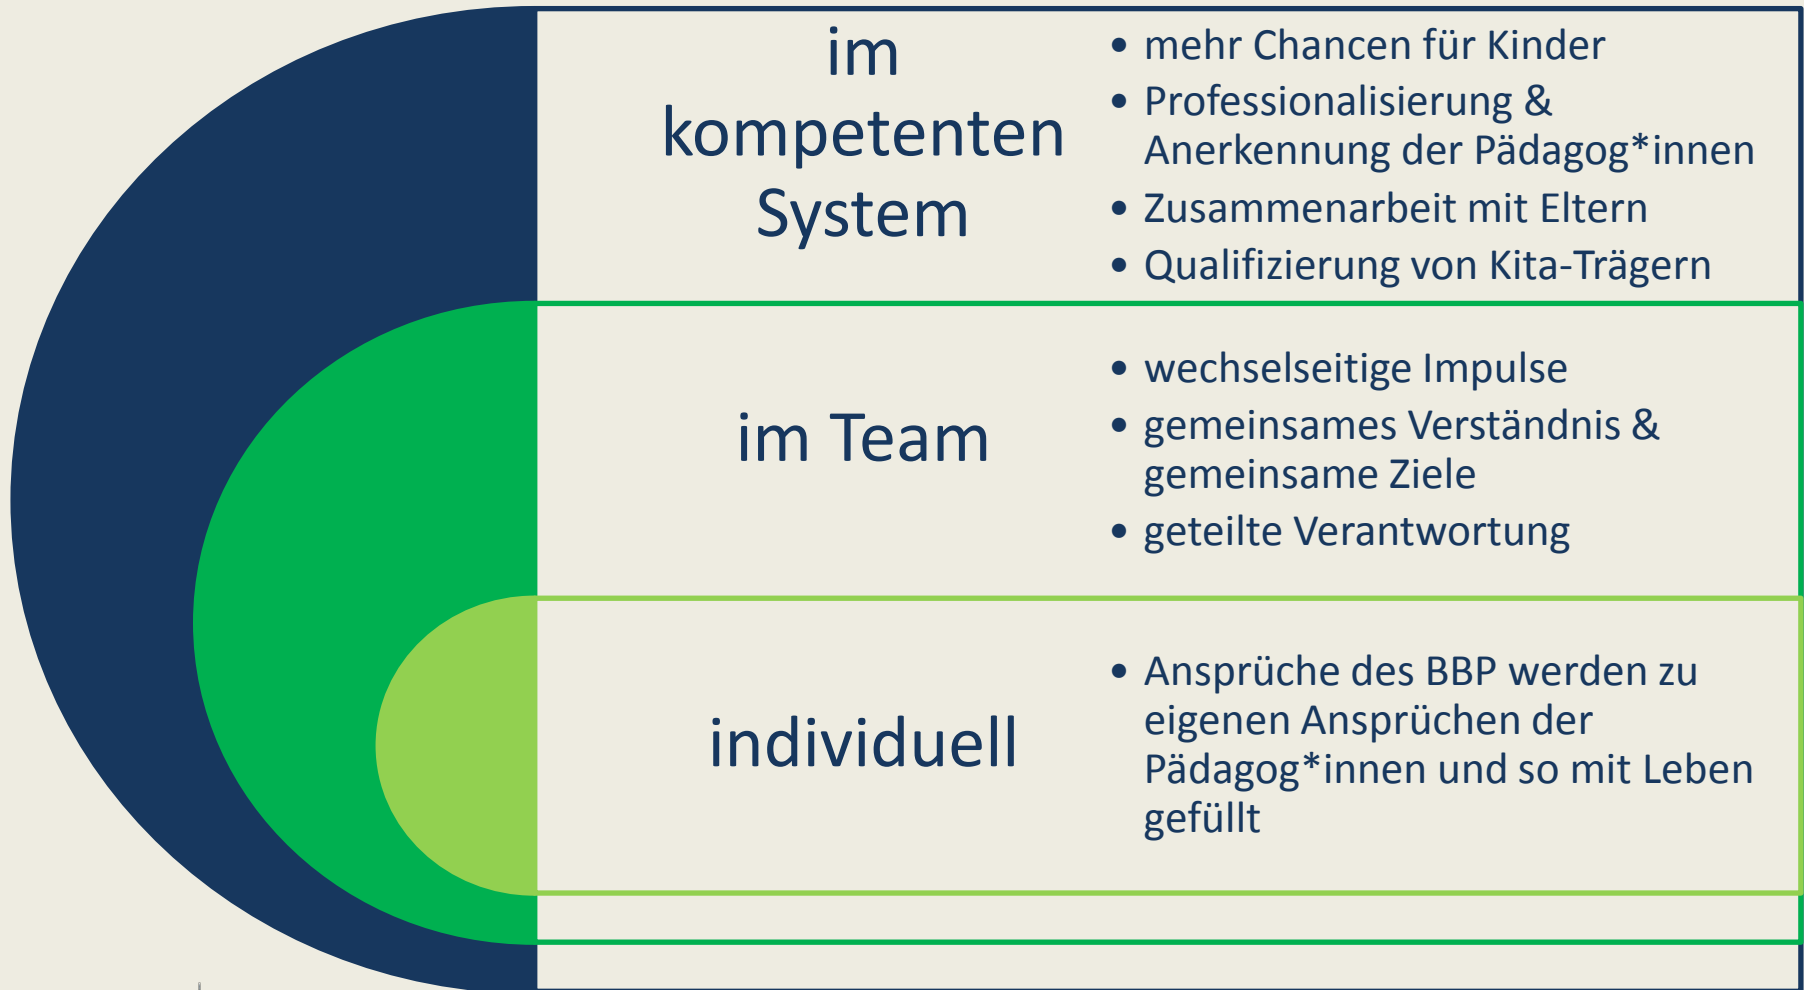 im
kompetenten
System
• mehr Chancen für Kinder
• Professionalisierung &
Anerkennung der Pädagog*innen
• Zusammenarbeit mit Eltern
• Qualifizierung von Kita-Trägern
im Team
• wechselseitige Impulse
• gemeinsames Verständnis &
gemeinsame Ziele
• geteilte Verantwortung
individuell
• Ansprüche des BBP werden zu
eigenen Ansprüchen der
Pädagog*innen und so mit Leben
gefüllt